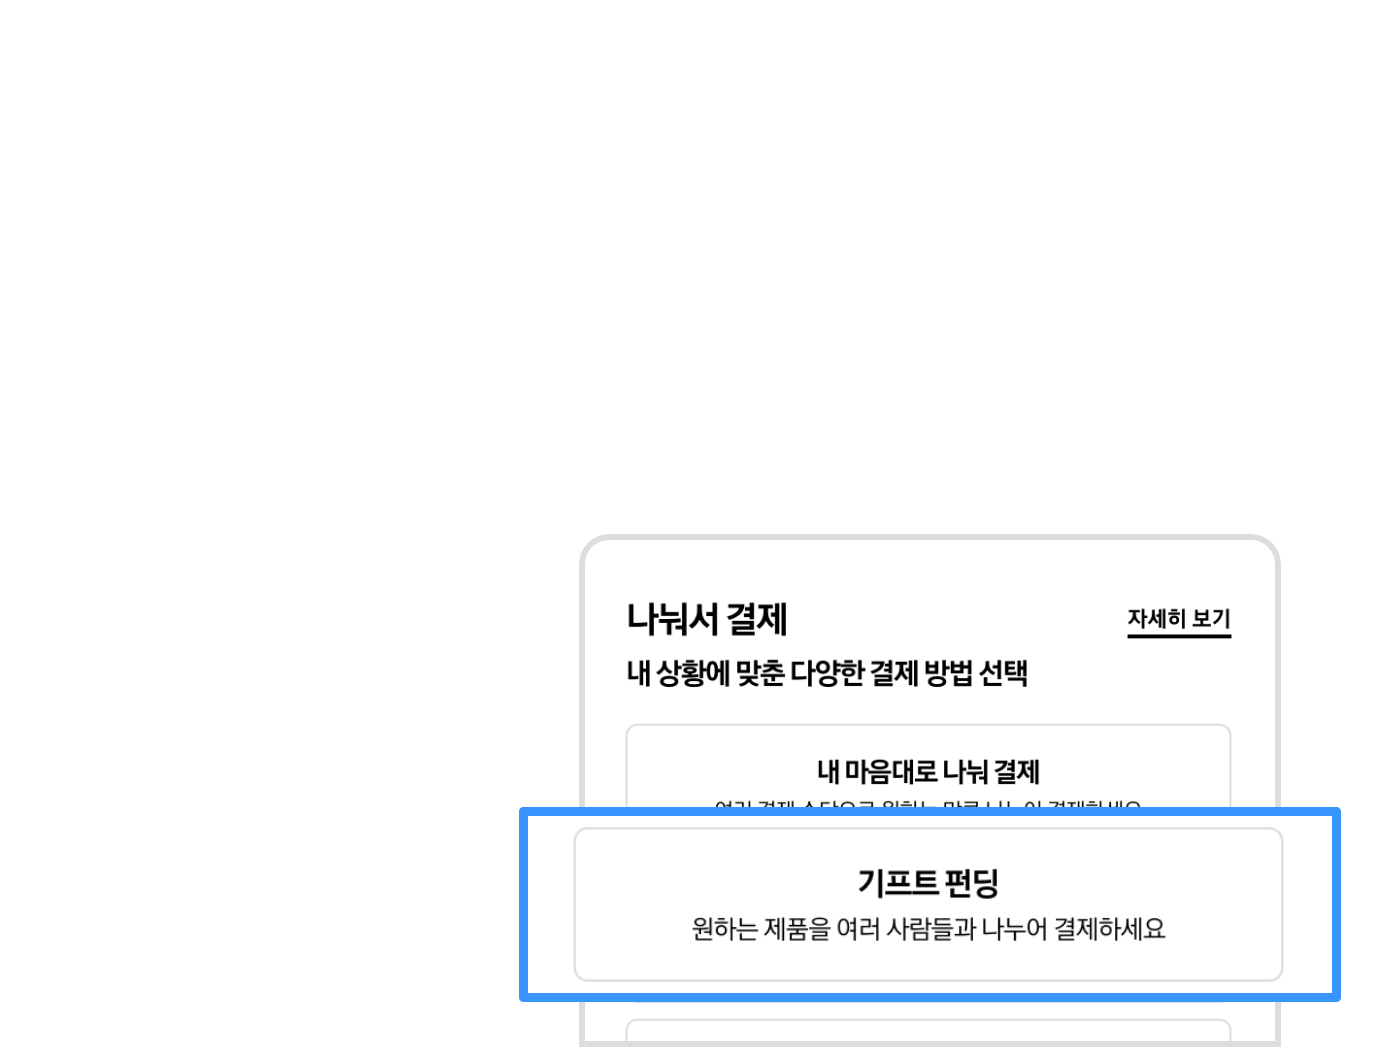 나눠서 결제
자세히 보기
내 상황에 맞춘 다양한 결제 방법 선택
내 마음대로 나눠 결제
기프트 펀딩
원하는 제품을 여러 사람들과 나누어 결제하세요